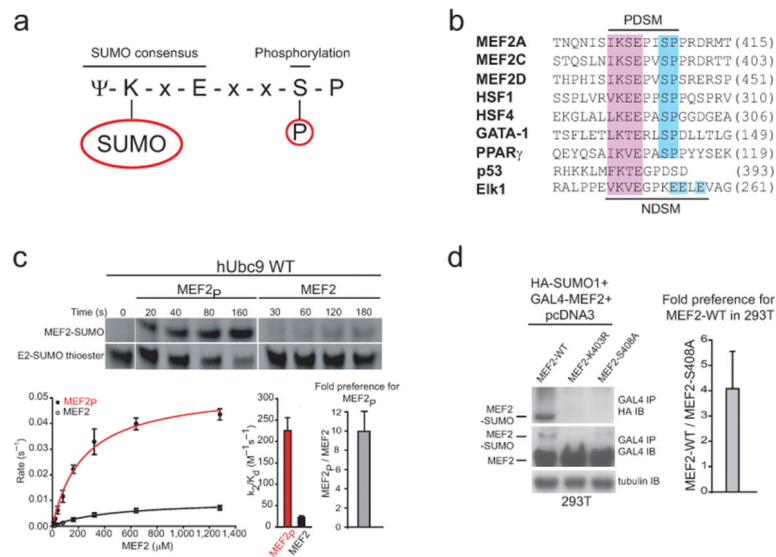 a
SUMO consensus
Phosphorylation
Ψ- K - x - E - x - x - S - P
SUMO
P
b
PDSM
MEF2A TNQNISIKSEPISPPRDRMT(415)
MEF2C STQSLNIKSEPVSPPRDRTT(403)
MEF2D THPHISIKSEPVSPSRERSP(451)
HSF1 SSPLVRVKEEPPSPPQSPRV(310)
HSF4 EKGLALLKEEPASPGGDGEA(306)
GATA-1 TSFLETLKTERLSPDLLTLG(149)
PPARγ QEYQSAIKVEPASPPYYSEK(119)
p53 RHKKLMFKTEGPDSD (393)
Elk1 RALPPEVKVEGPKEELEVAG(261)
NDSM
c
hUbc9 WT
MEF2P MEF2
Time (s) 0 20 40 80 160 30 60 120 180
MEF2-SUMO
E2-SUMO thioester
MEF2P
MEF2
Rate (s⁻¹)
0.05
0.04
0.03
0.02
0.01
0.00
0 200 400 600 800 1,000 1,200 1,400
MEF2 (μM)
k2/Kd (M⁻¹s⁻¹)
250
200
150
100
50
0
MEF2P
MEF2
Fold preference for
MEF2P
MEF2P / MEF2
12
10
8
6
4
2
0
d
HA-SUMO1+
GAL4-MEF2+
pcDNA3
MEF2-WT
MEF2-K403R
MEF2-S408A
MEF2
-SUMO
GAL4 IP
HA IB
MEF2
-SUMO
MEF2
GAL4 IP
GAL4 IB
tubulin IB
293T
Fold preference for
MEF2-WT in 293T
MEF2-WT / MEF2-S408A
6
5
4
3
2
1
0